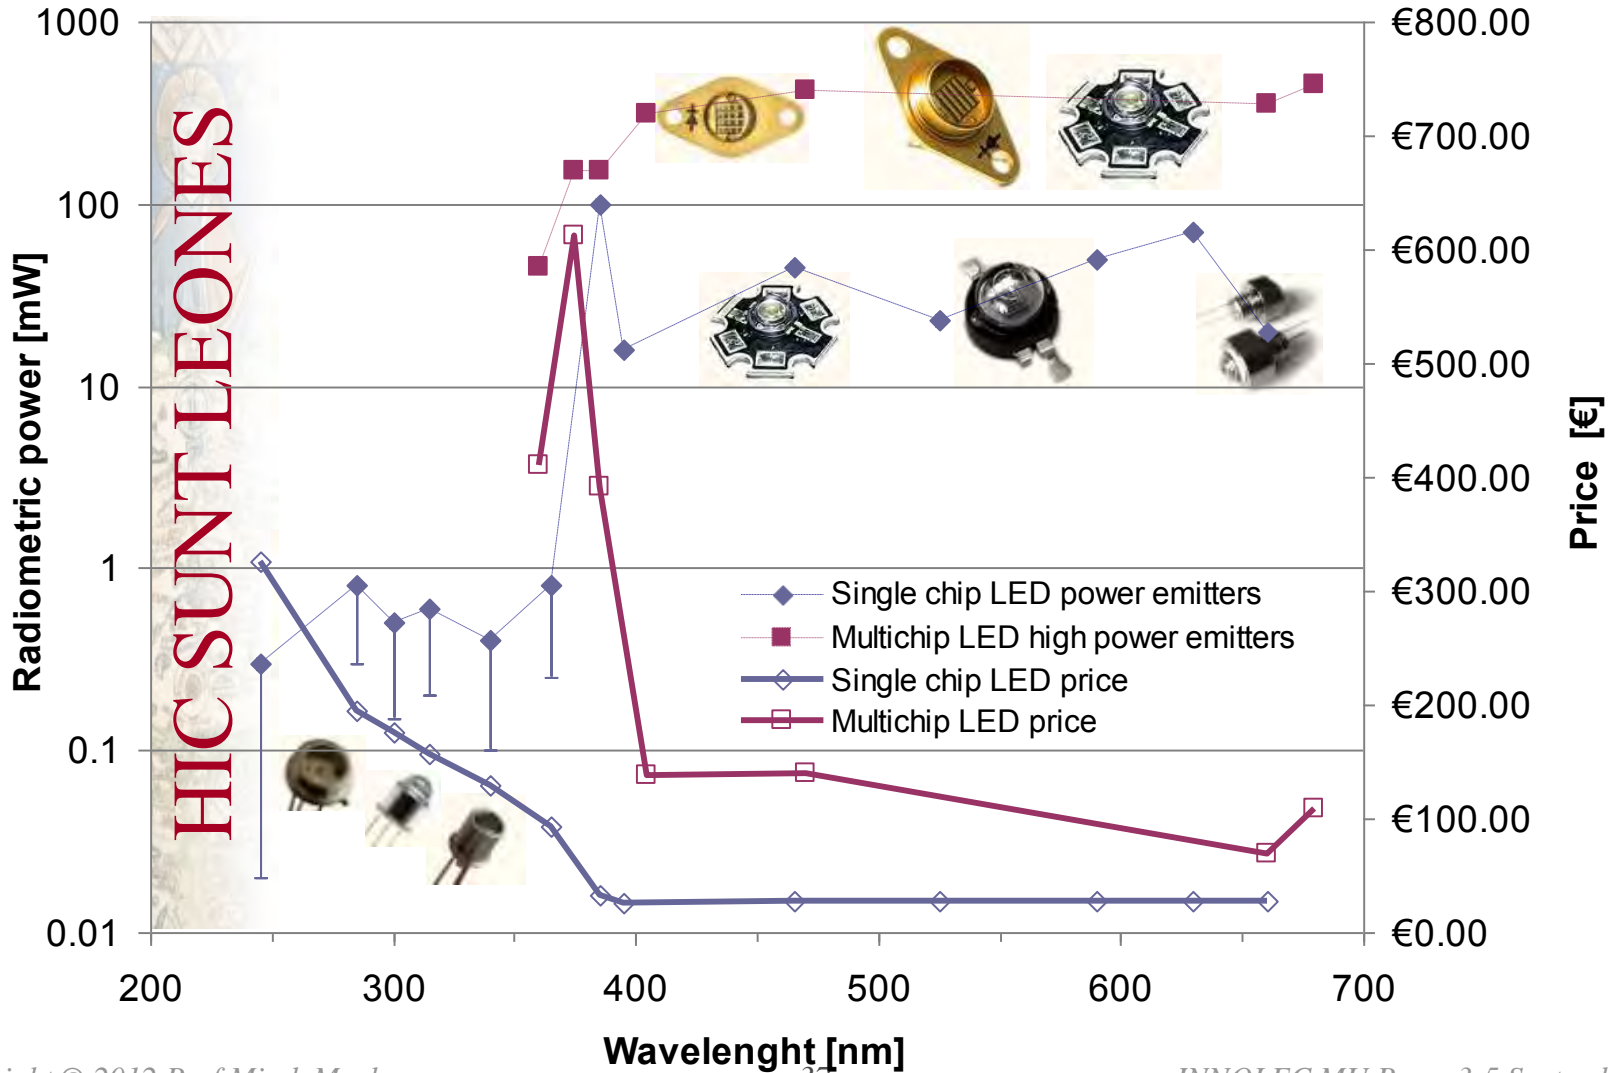 1000
100
10
1
0.1
0.01
Radiometric power [mW]
HIC SUNT LEONES
€800.00
€700.00
€600.00
€500.00
€400.00
€300.00
€200.00
€100.00
€0.00
Price [€]
Single chip LED power emitters
Multichip LED high power emitters
Single chip LED price
Multichip LED price
200 300 400 500 600 700
Wavelenght [nm]
© 2012 Prof